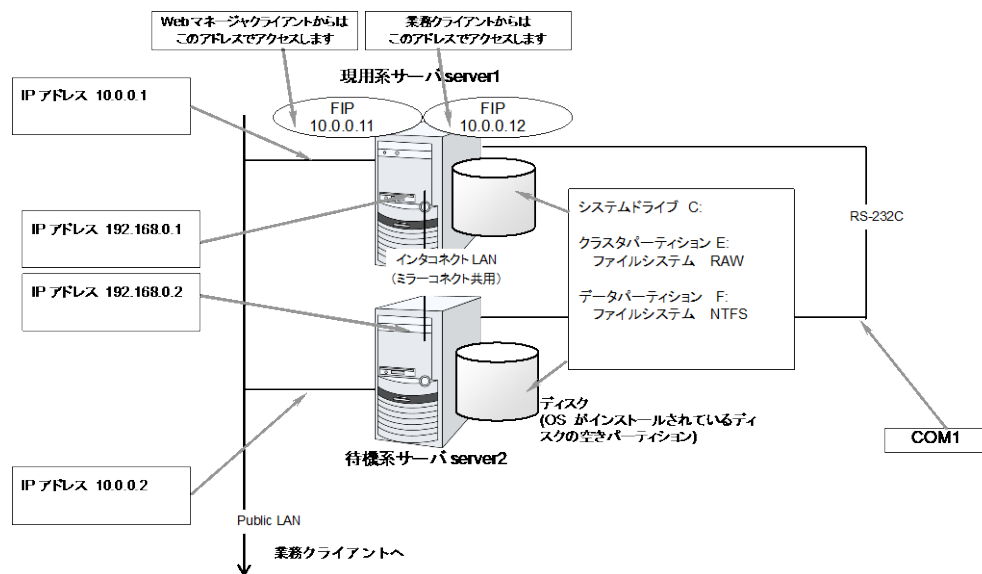 Webマネージャクライアントからは
このアドレスでアクセスします
業務クライアントからは
このアドレスでアクセスします
現用系サーバ server1
IP アドレス 10.0.0.1
FIP
10.0.0.11
FIP
10.0.0.12
IP アドレス 192.168.0.1
システムドライブ C:
クラスタパーティション E:
ファイルシステム RAW
データパーティション F:
ファイルシステム NTFS
RS-232C
インタコネクト LAN
(ミラーコネクト共用)
IP アドレス 192.168.0.2
ディスク
(OS がインストールされているディ
スクの空きパーティション)
COM1
待機系サーバ server2
IP アドレス 10.0.0.2
Public LAN
業務クライアントへ